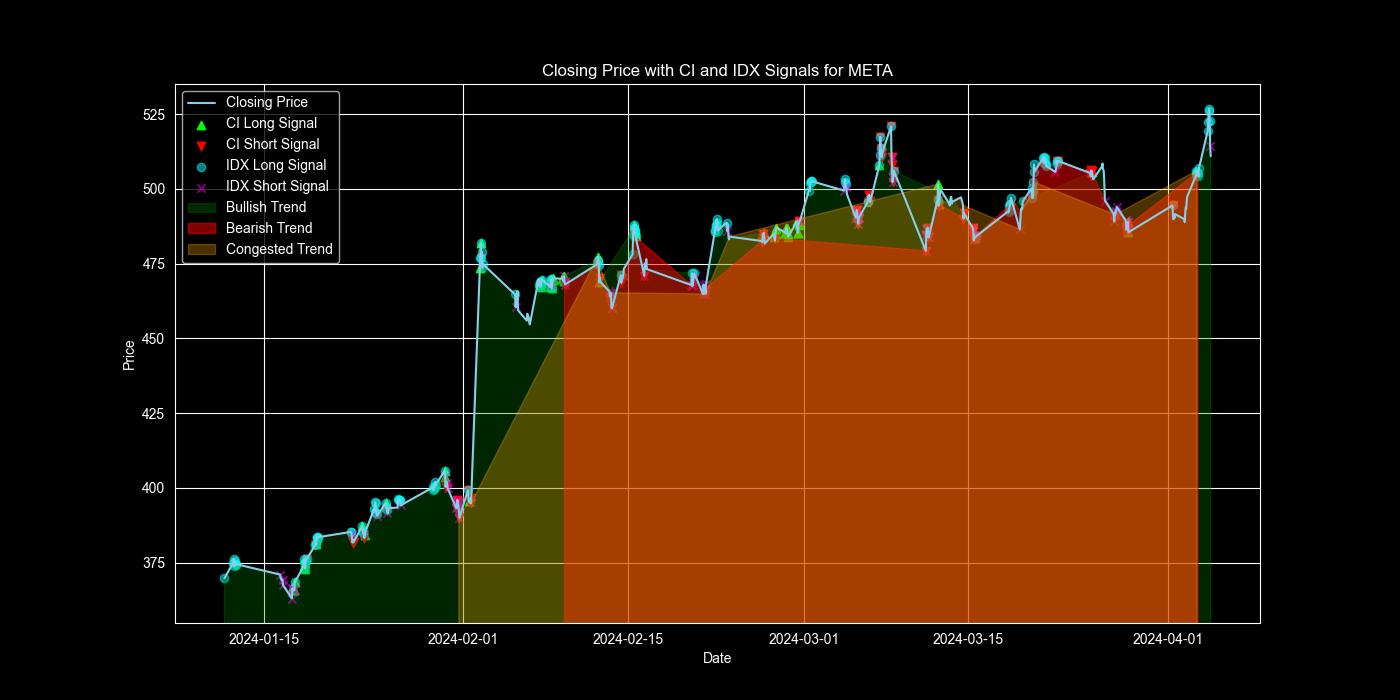 Closing Price with CI and IDX Signals for META
Closing Price
CI Long Signal
CI Short Signal
IDX Long Signal
IDX Short Signal
Bullish Trend
Bearish Trend
Congested Trend
525
500
475
450
425
400
375
Price
2024-01-15
2024-02-01
2024-02-15
2024-03-01
2024-03-15
2024-04-01
Date